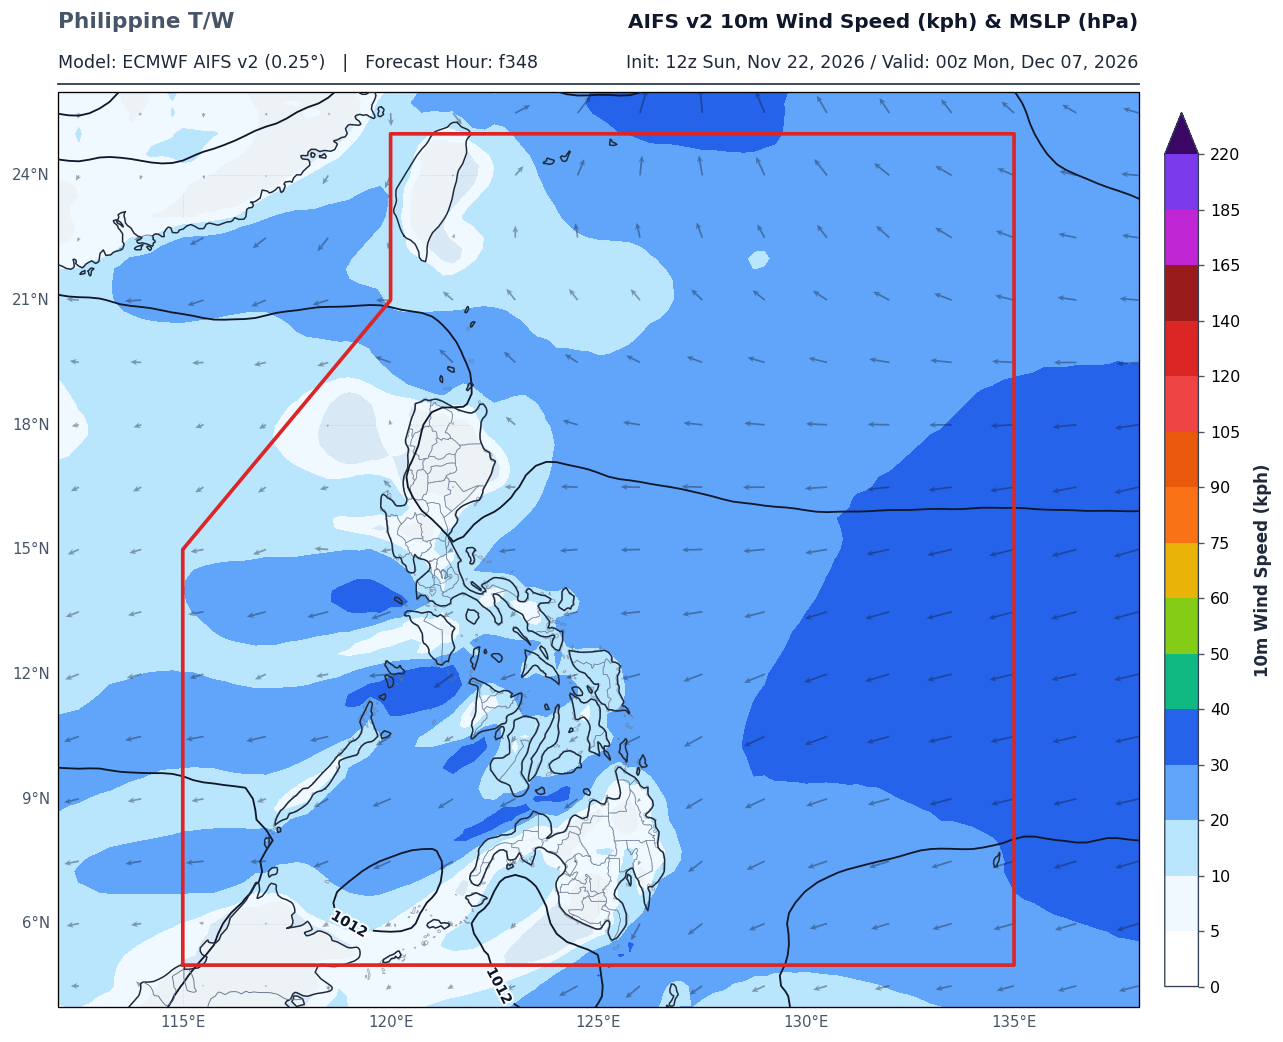 Philippine T/W
AIFS v2 10m Wind Speed (kph) & MSLP (hPa)
Model: ECMWF AIFS v2 (0.25°) | Forecast Hour: f348
Init: 12z Sun, Nov 22, 2026 / Valid: 00z Mon, Dec 07, 2026
24°N
21°N
18°N
15°N
12°N
9°N
6°N
115°E
120°E
125°E
130°E
135°E
1012
1012
220
185
165
140
120
105
90
75
60
50
40
30
20
10
5
0
10m Wind Speed (kph)